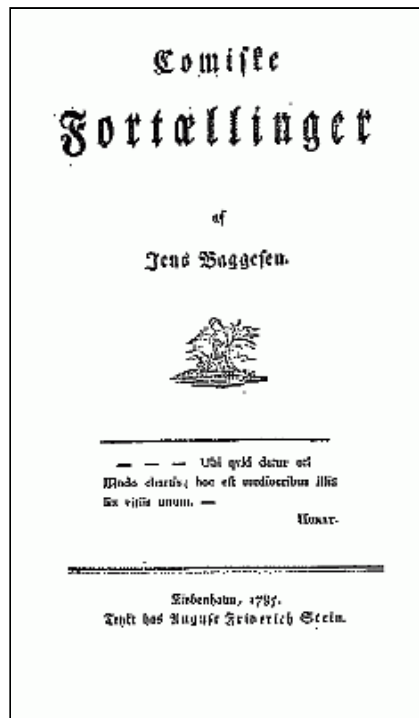 Comiske
Fortællinger
af
Jens Baggesen.
— — — Ubi qvid datur oti
Illudo chartis; hoc est mediocribus illis
Ex vitiis unum. —
Horat.
Kiøbenhavn, 1785.
Trykt hos August Friderich Stein.